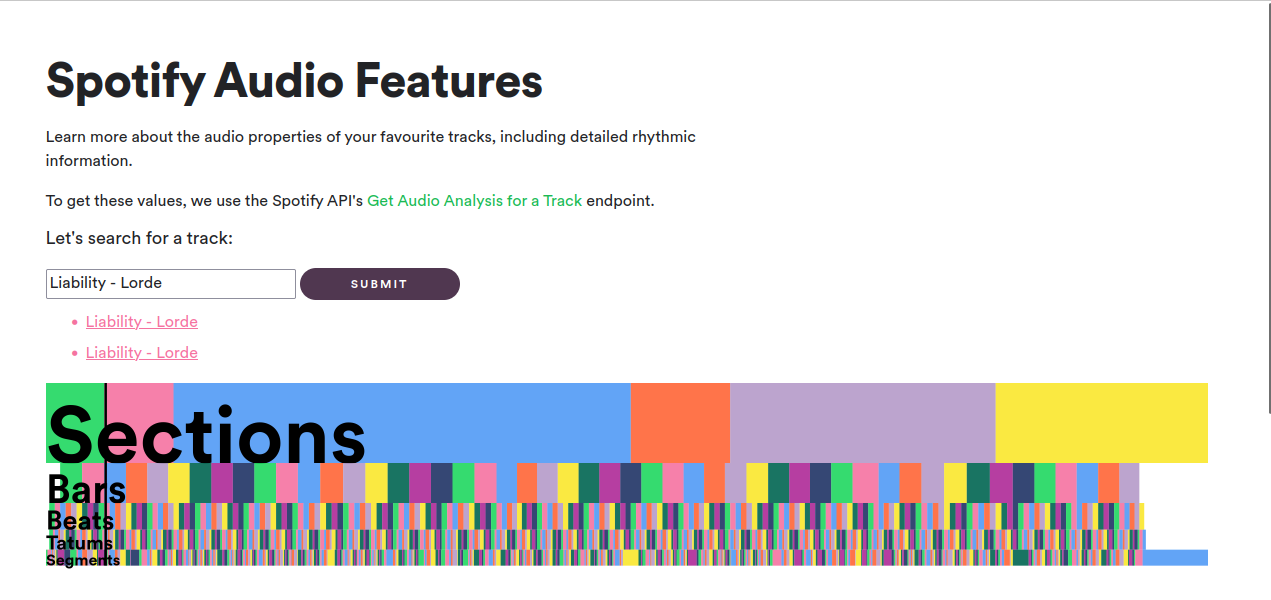 Spotify Audio Features
Learn more about the audio properties of your favourite tracks, including detailed rhythmic
information.
To get these values, we use the Spotify API's Get Audio Analysis for a Track endpoint.
Let's search for a track:
Liability - Lorde
SUBMIT
Liability - Lorde
Liability - Lorde
Sections
Bars
Beats
Tatums
Segments